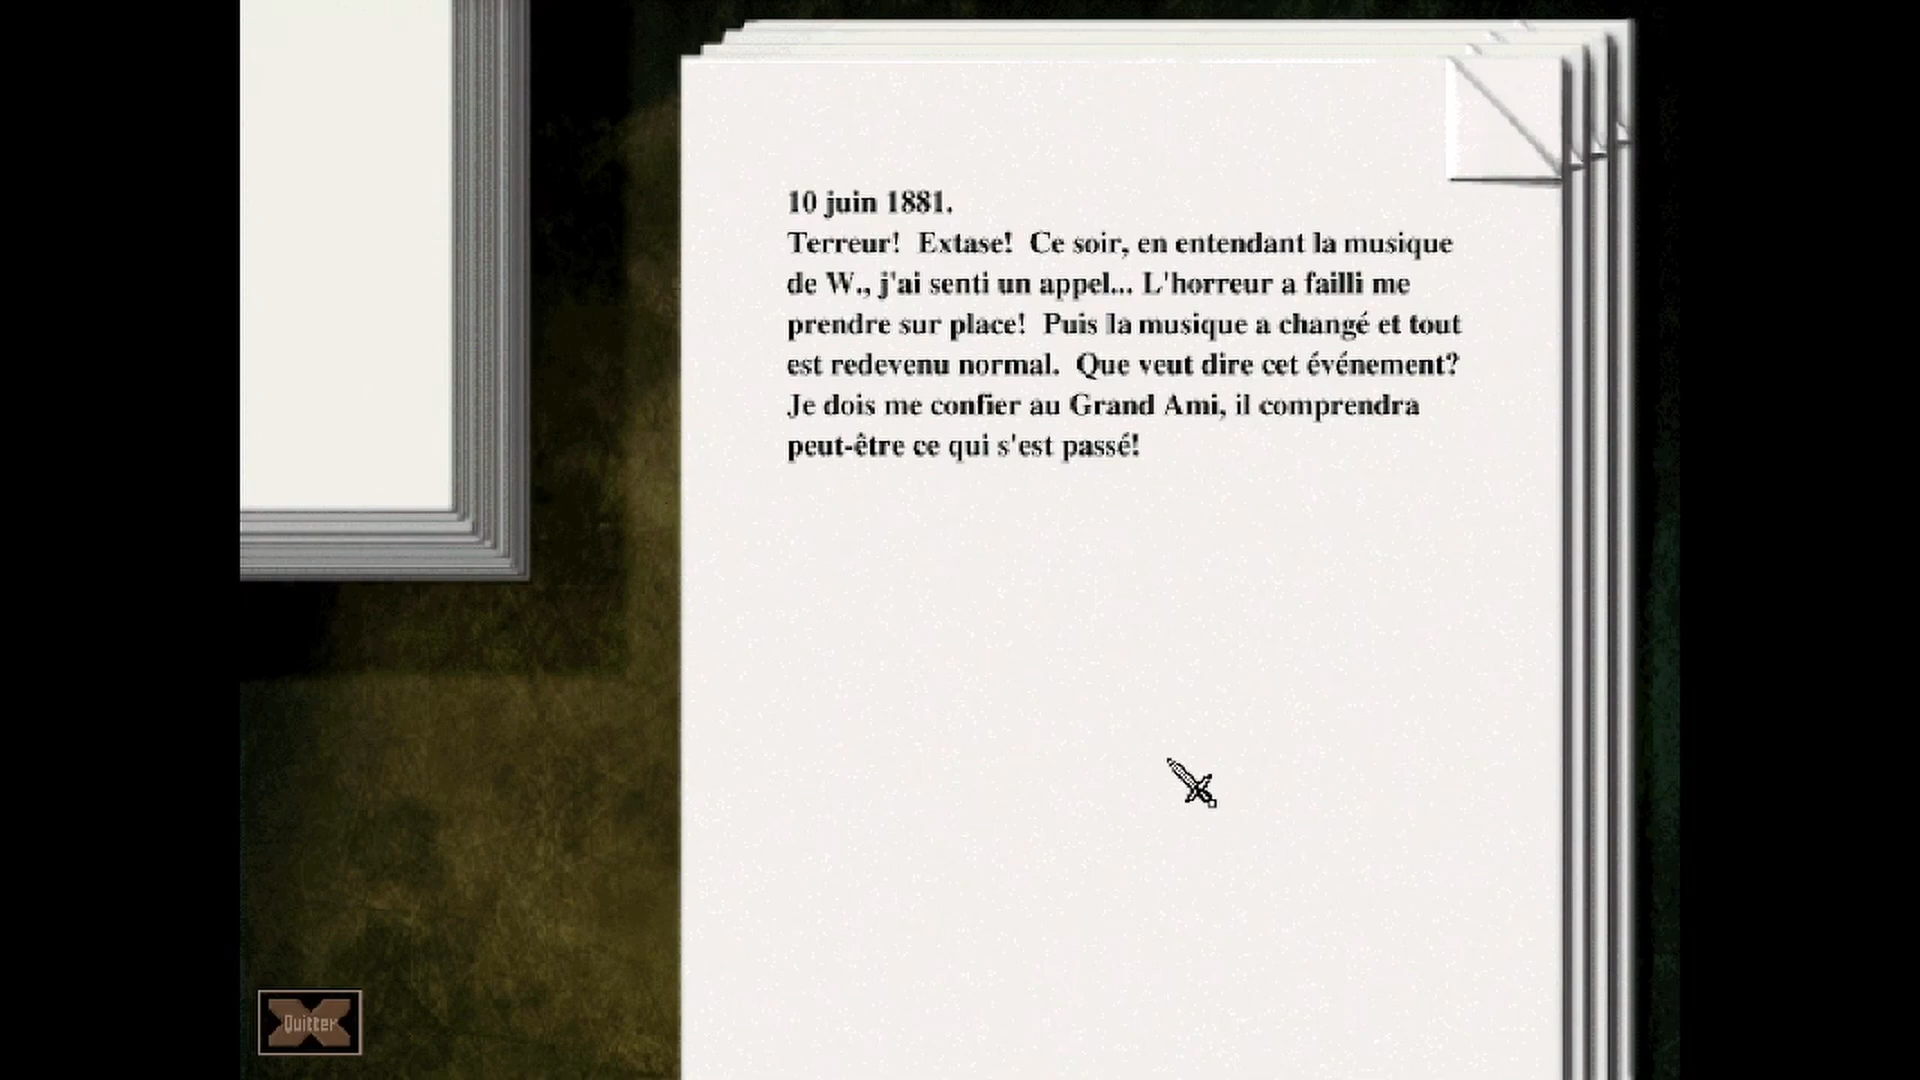 10 juin 1881.
Terreur!  Extase!  Ce soir, en entendant la musique
de W., j'ai senti un appel... L'horreur a failli me
prendre sur place!  Puis la musique a changé et tout
est redevenu normal.  Que veut dire cet événement?
Je dois me confier au Grand Ami, il comprendra
peut-être ce qui s'est passé!
Quitter